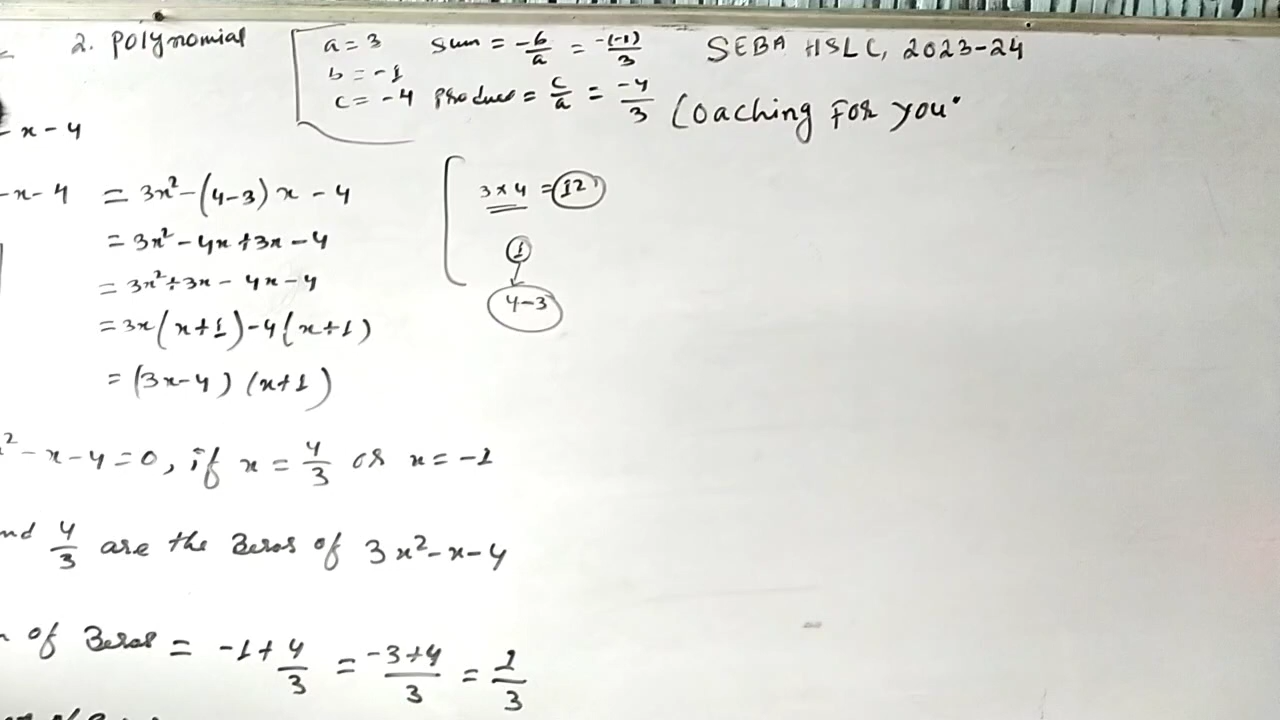 2. Polynomial
a = 3 sum = -b/a = -(-1)/3 SEBA HSLC, 2023-24
b = -1
c = -4 Produce = c/a = -4/3 Coaching For you
- x - 4
- x - 4 = 3x² - (4-3) x - 4
3 x 4 = 12
= 3x² - 4x + 3x - 4
1
= 3x² + 3x - 4x - 4
4-3
= 3x (x+1) - 4 (x+1)
= (3x-4) (x+1)
² - x - 4 = 0, if x = 4/3 or x = -1
nd 4/3 are the Zeros of 3x² - x - 4
of Zeros = -1 + 4/3 = -3+4/3 = 1/3